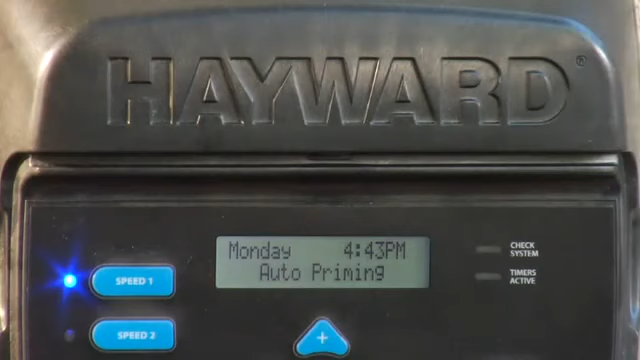 HAYWARD®
Monday 4:43PM
Auto Priming
CHECK
SYSTEM
TIMERS
ACTIVE
SPEED 1
SPEED 2
+